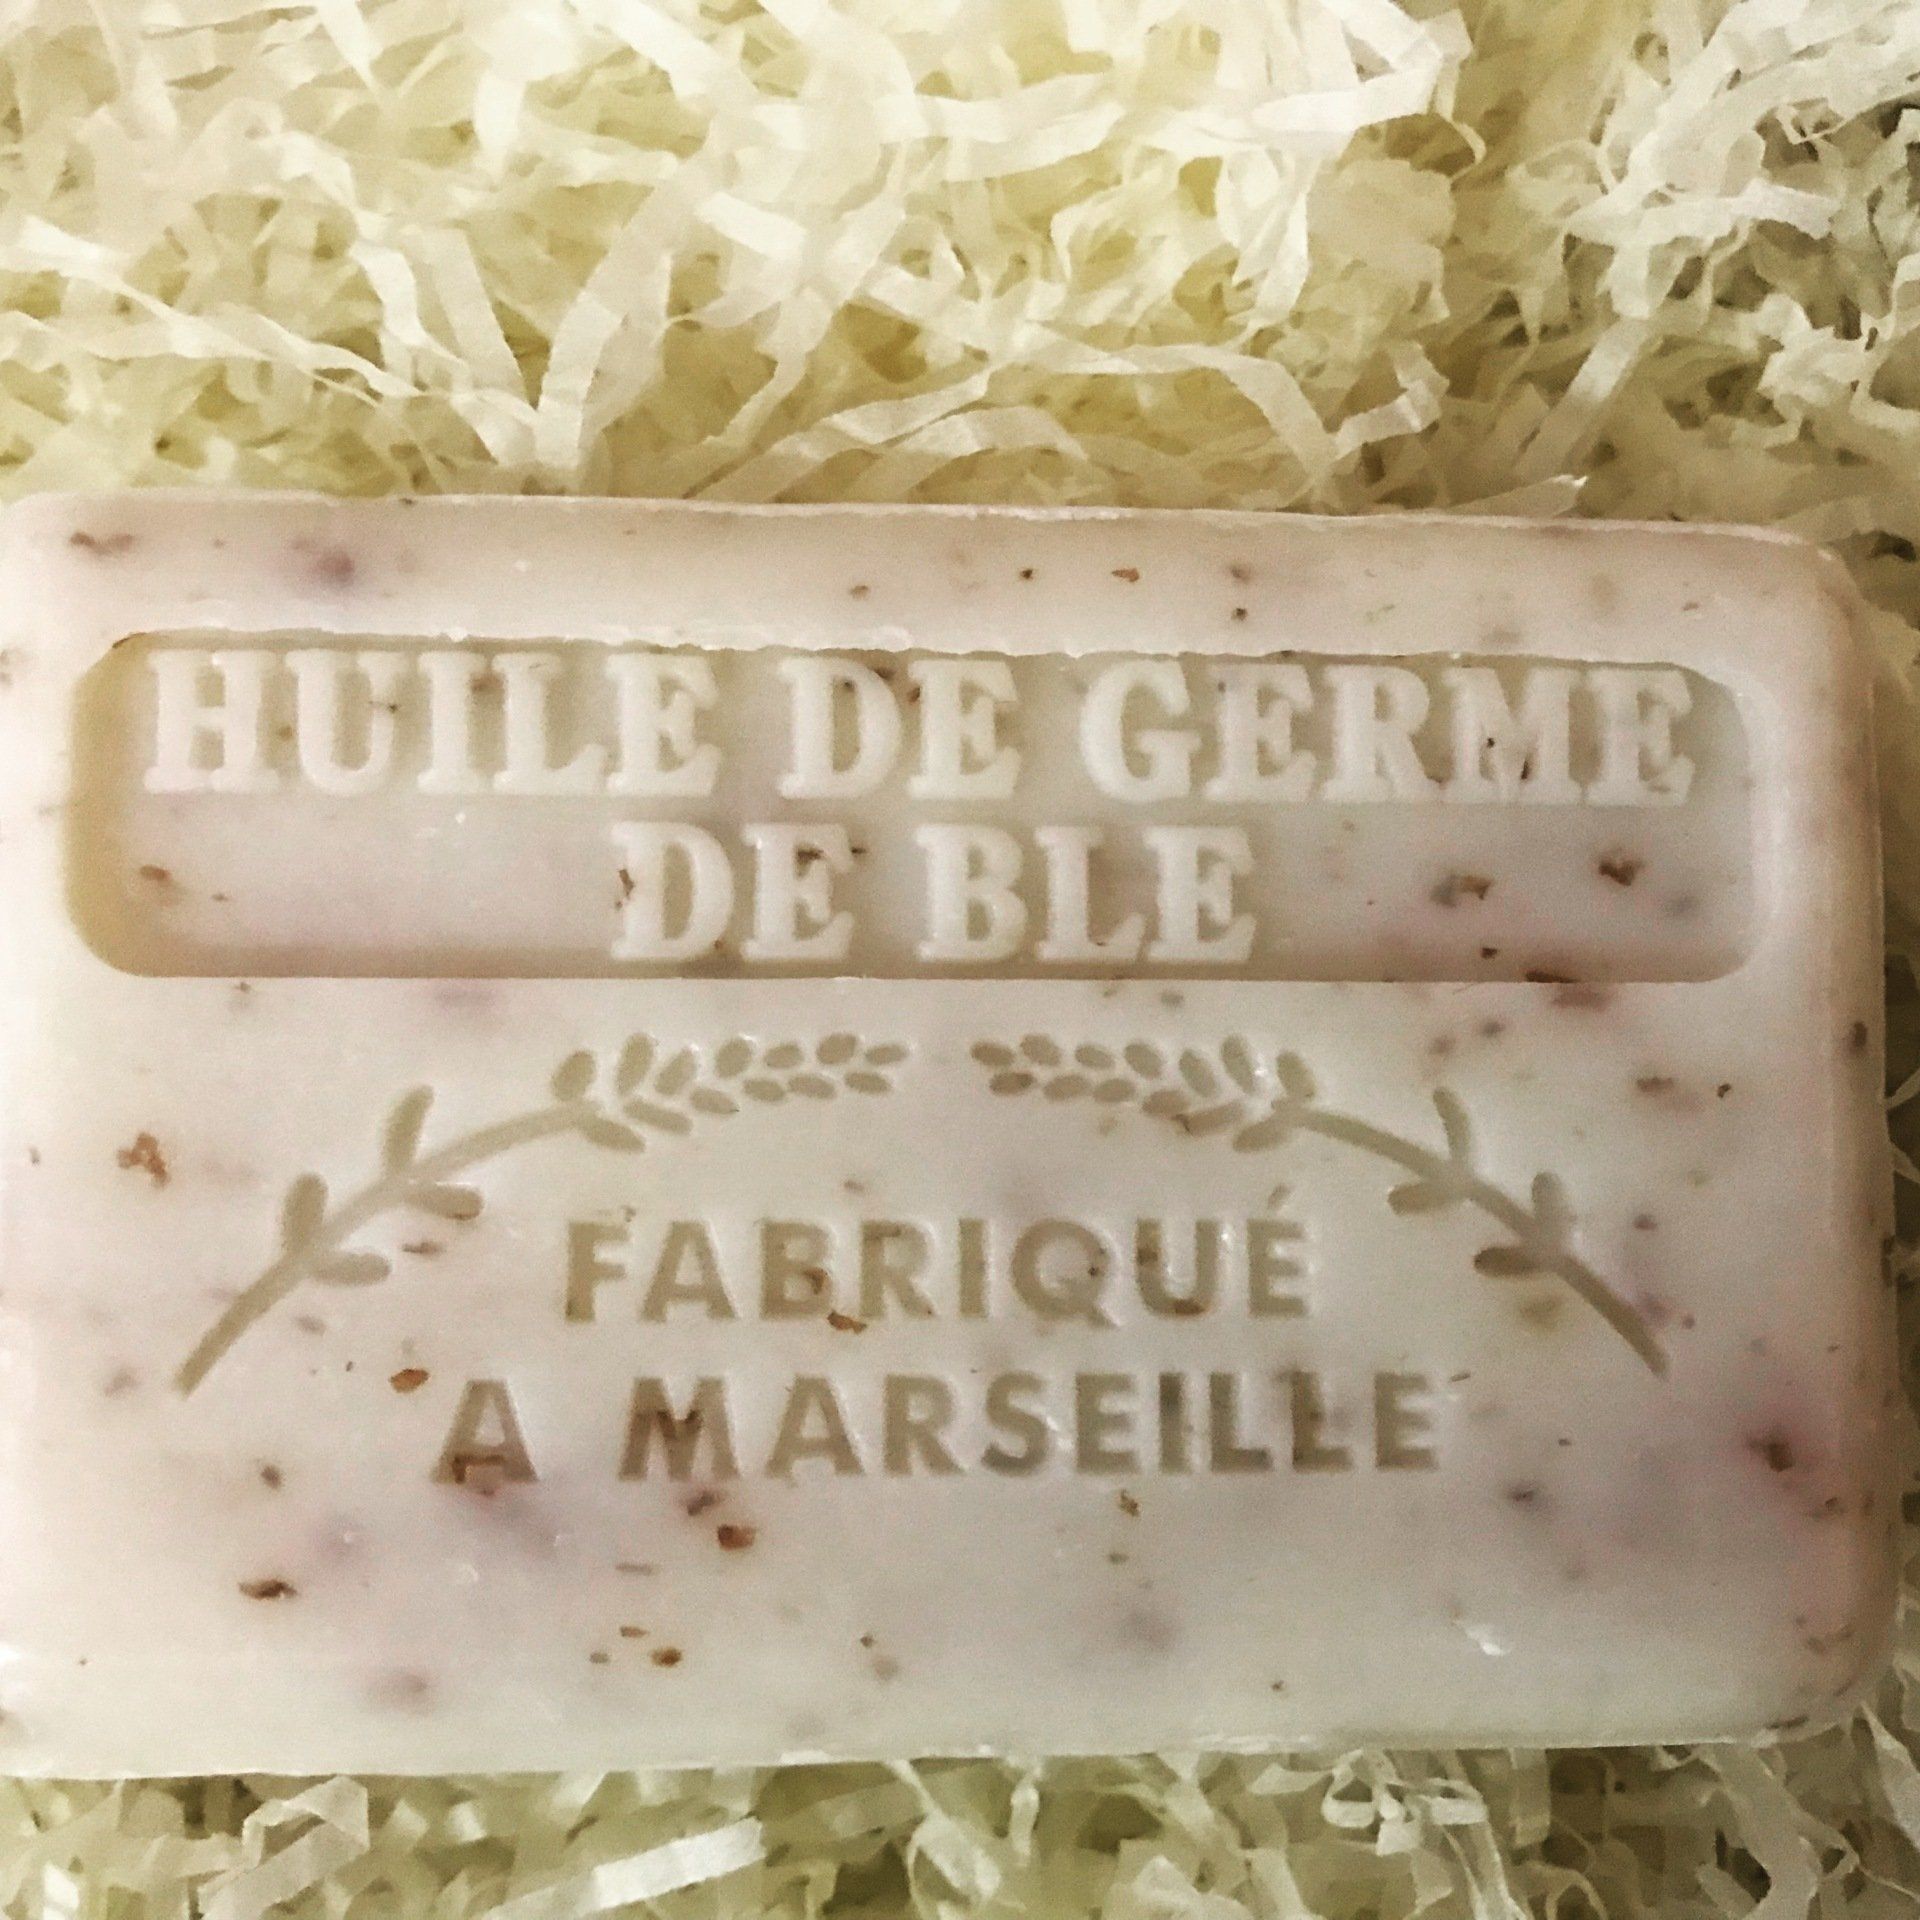 HUILE DE GERME
DE BLE
FABRIQUÉ
A MARSEILLE